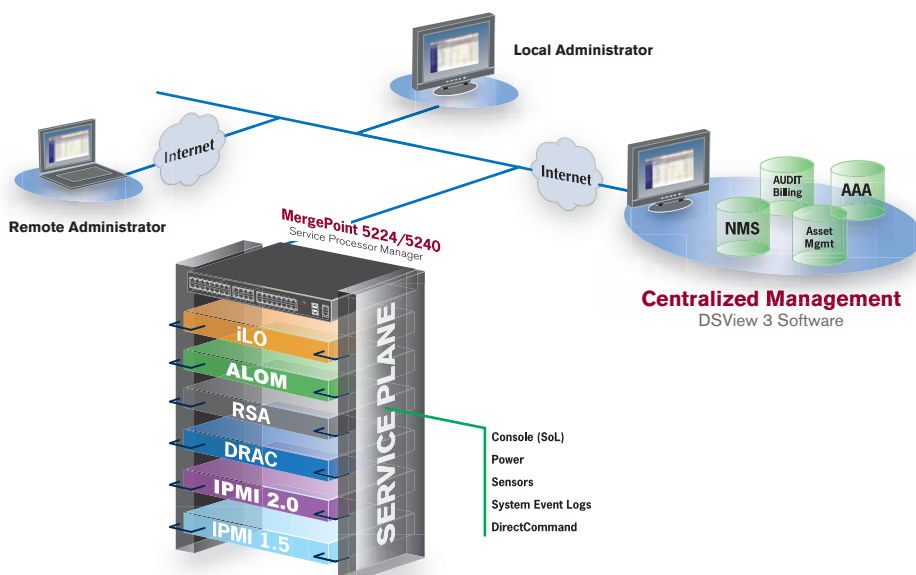 Local Administrator
Internet
Remote Administrator
Internet
AUDIT
Billing
AAA
NMS
Asset
Mgmt
Centralized Management
DSView 3 Software
MergePoint 5224/5240
Service Processor Manager
iLO
ALOM
RSA
DRAC
IPMI 2.0
IPMI 1.5
SERVICE PLANE
Console (SoL)
Power
Sensors
System Event Logs
DirectCommand